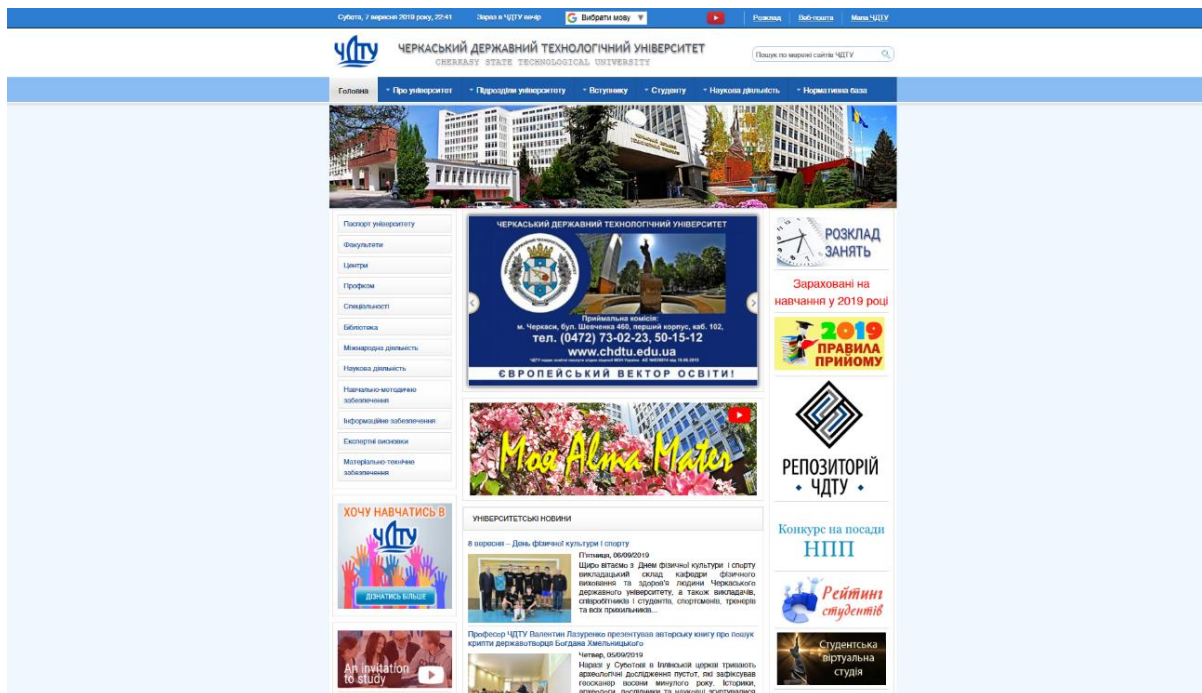 Субота, 7 вересня 2019 року, 22:41
Зараз в ЧДТУ вечір
G Вибрати мову ▼
Розклад
Веб-пошта
Мапа ЧДТУ
ЧДТУ
ЧЕРКАСЬКИЙ ДЕРЖАВНИЙ ТЕХНОЛОГІЧНИЙ УНІВЕРСИТЕТ
CHERKASY STATE TECHNOLOGICAL UNIVERSITY
Пошук по мережі сайтів ЧДТУ
Головна
Про університет
Підрозділи університету
Вступнику
Студенту
Наукова діяльність
Нормативна база
Паспорт університету
Факультети
Центри
Профком
Спеціальності
Бібліотека
Міжнародна діяльність
Наукова діяльність
Навчально-методичне
забезпечення
Інформаційне забезпечення
Експертні висновки
Матеріально-технічне
забезпечення
ХОЧУ НАВЧАТИСЬ В
ЧДТУ
ДІЗНАТИСЬ БІЛЬШЕ
An invitation
to study
ЧЕРКАСЬКИЙ ДЕРЖАВНИЙ ТЕХНОЛОГІЧНИЙ УНІВЕРСИТЕТ
Приймальна комісія:
м. Черкаси, бул. Шевченка 460, перший корпус, каб. 102,
тел. (0472) 73-02-23, 50-15-12
www.chdtu.edu.ua
ЄВРОПЕЙСЬКИЙ ВЕКТОР ОСВІТИ!
Моя Alma Mater
УНІВЕРСИТЕТСЬКІ НОВИНИ
8 вересня – День фізичної культури і спорту
П'ятниця, 06/09/2019
Щиро вітаємо з Днем фізичної культури і спорту
викладацький склад кафедри фізичного
виховання та здоров'я людини Черкаського
державного університету, а також викладачів,
співробітників і студентів, спортсменів, тренерів
та всіх прихильників...
Професор ЧДТУ Валентин Лазуренко презентував авторську книгу про пошук
крипти державотворця Богдана Хмельницького
Четвер, 05/09/2019
Наразі у Суботові в Іллінській церкві тривають
археологічні дослідження пустот, які зафіксував
геосканер восени минулого року. Історики,
археологи, дослідники та науковці згуртувалися
РОЗКЛАД
ЗАНЯТЬ
Зараховані на
навчання у 2019 році
2019
ПРАВИЛА
ПРИЙОМУ
РЕПОЗИТОРІЙ
ЧДТУ
Конкурс на посади
НПП
Рейтинг
студентів
Студентська
віртуальна
студія